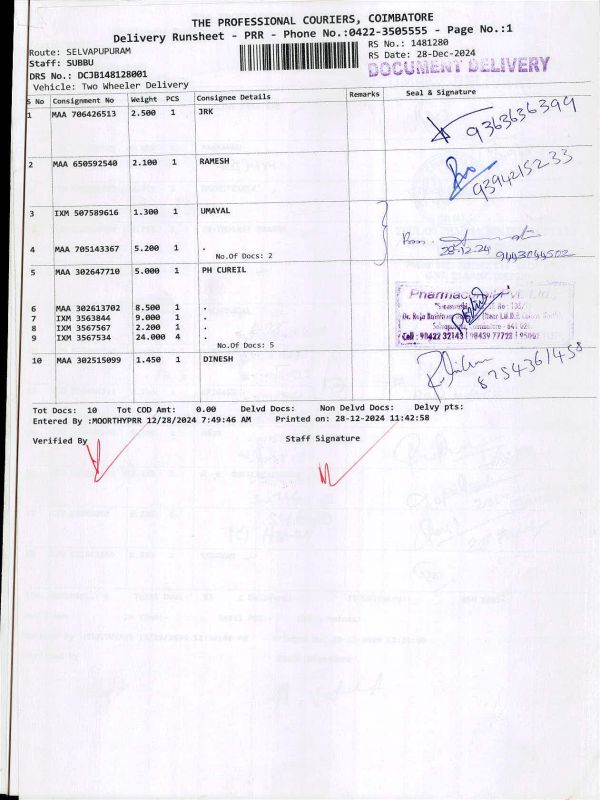 THE PROFESSIONAL COURIERS, COIMBATORE
Delivery Runsheet - PRR - Phone No.:0422-3505555 - Page No.:1
Route: SELVAPUPURAM
RS No.: 1481280
Staff: SUBBU
RS Date: 28-Dec-2024
DRS No.: DCJB148128001
DOCUMENT DELIVERY
Vehicle: Two Wheeler Delivery
S No Consignment No Weight PCS Consignee Details Remarks Seal & Signature
1 MAA 706426513 2.500 1 JRK 9363636399
2 MAA 650592540 2.100 1 RAMESH 9394215233
3 IXM 507589616 1.300 1 UMAYAL
4 MAA 705143367 5.200 1 . 28-12-24 9443044502
No.Of Docs: 2
5 MAA 302647710 5.000 1 PH CUREIL
6 MAA 302613702 8.500 1 .
7 IXM 3563844 9.000 1 .
8 IXM 3567567 2.200 1 .
9 IXM 3567534 24.000 4 .
No.Of Docs: 5
Cell: 98422 32143
10 MAA 302515099 1.450 1 DINESH 8754361458
Tot Docs: 10 Tot COD Amt: 0.00 Delvd Docs: Non Delvd Docs: Delvy pts:
Entered By :MOORTHYPRR 12/28/2024 7:49:46 AM Printed on: 28-12-2024 11:42:58
Verified By Staff Signature